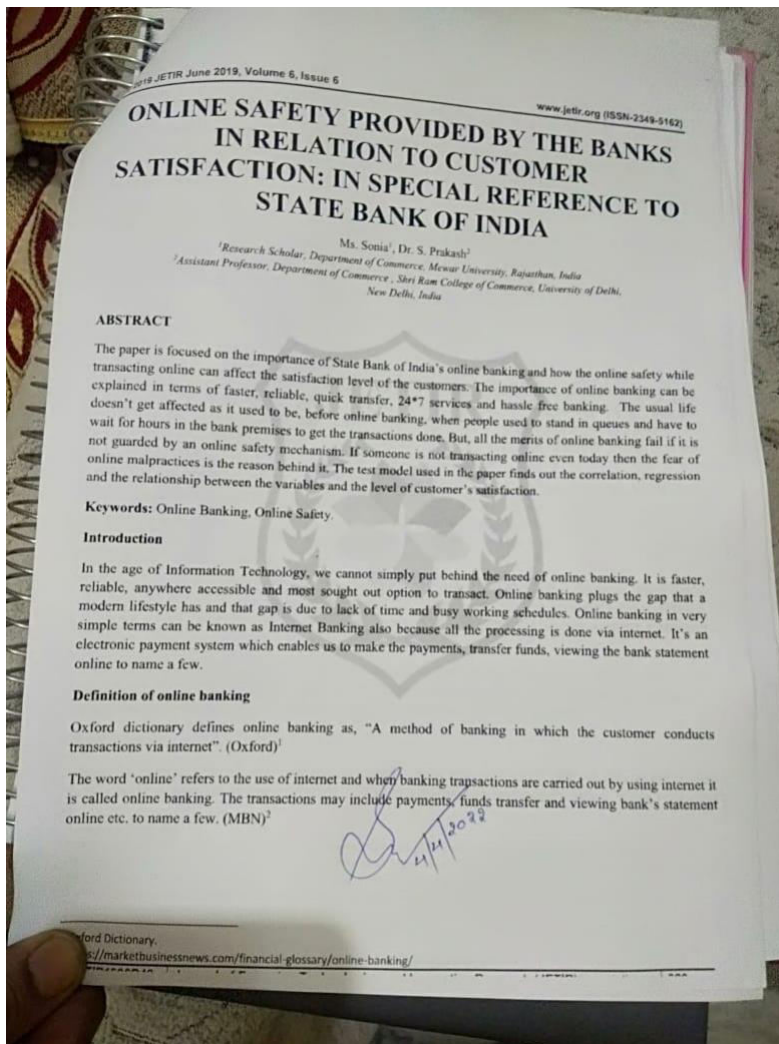 2019 JETIR June 2019, Volume 6, Issue 6
www.jetir.org (ISSN-2349-5162)
ONLINE SAFETY PROVIDED BY THE BANKS
IN RELATION TO CUSTOMER
SATISFACTION: IN SPECIAL REFERENCE TO
STATE BANK OF INDIA
Ms. Sonia¹, Dr. S. Prakash²
¹Research Scholar, Department of Commerce, Mewar University, Rajasthan, India
²Assistant Professor, Department of Commerce , Shri Ram College of Commerce, University of Delhi,
New Delhi, India
ABSTRACT
The paper is focused on the importance of State Bank of India's online banking and how the online safety while
transacting online can affect the satisfaction level of the customers. The importance of online banking can be
explained in terms of faster, reliable, quick transfer, 24*7 services and hassle free banking. The usual life
doesn't get affected as it used to be, before online banking, when people used to stand in queues and have to
wait for hours in the bank premises to get the transactions done. But, all the merits of online banking fail if it is
not guarded by an online safety mechanism. If someone is not transacting online even today then the fear of
online malpractices is the reason behind it. The test model used in the paper finds out the correlation, regression
and the relationship between the variables and the level of customer's satisfaction.
Keywords: Online Banking, Online Safety.
Introduction
In the age of Information Technology, we cannot simply put behind the need of online banking. It is faster,
reliable, anywhere accessible and most sought out option to transact. Online banking plugs the gap that a
modern lifestyle has and that gap is due to lack of time and busy working schedules. Online banking in very
simple terms can be known as Internet Banking also because all the processing is done via internet. It's an
electronic payment system which enables us to make the payments, transfer funds, viewing the bank statement
online to name a few.
Definition of online banking
Oxford dictionary defines online banking as, "A method of banking in which the customer conducts
transactions via internet". (Oxford)¹
The word 'online' refers to the use of internet and when banking transactions are carried out by using internet it
is called online banking. The transactions may include payments, funds transfer and viewing bank's statement
online etc. to name a few. (MBN)²
4/4/2022
ford Dictionary.
s://marketbusinessnews.com/financial-glossary/online-banking/